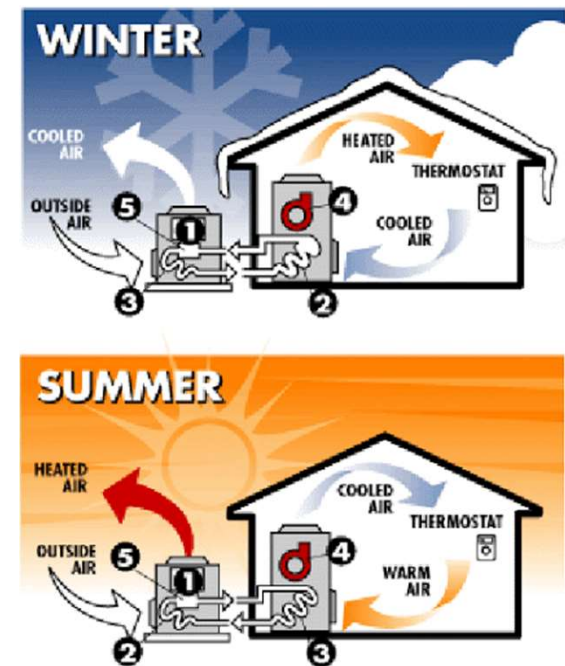 WINTER
COOLED
AIR
HEATED
AIR
THERMOSTAT
OUTSIDE
AIR
5
1
4
COOLED
AIR
3
2
SUMMER
HEATED
AIR
COOLED
AIR
THERMOSTAT
OUTSIDE
AIR
5
1
4
WARM
AIR
2
3